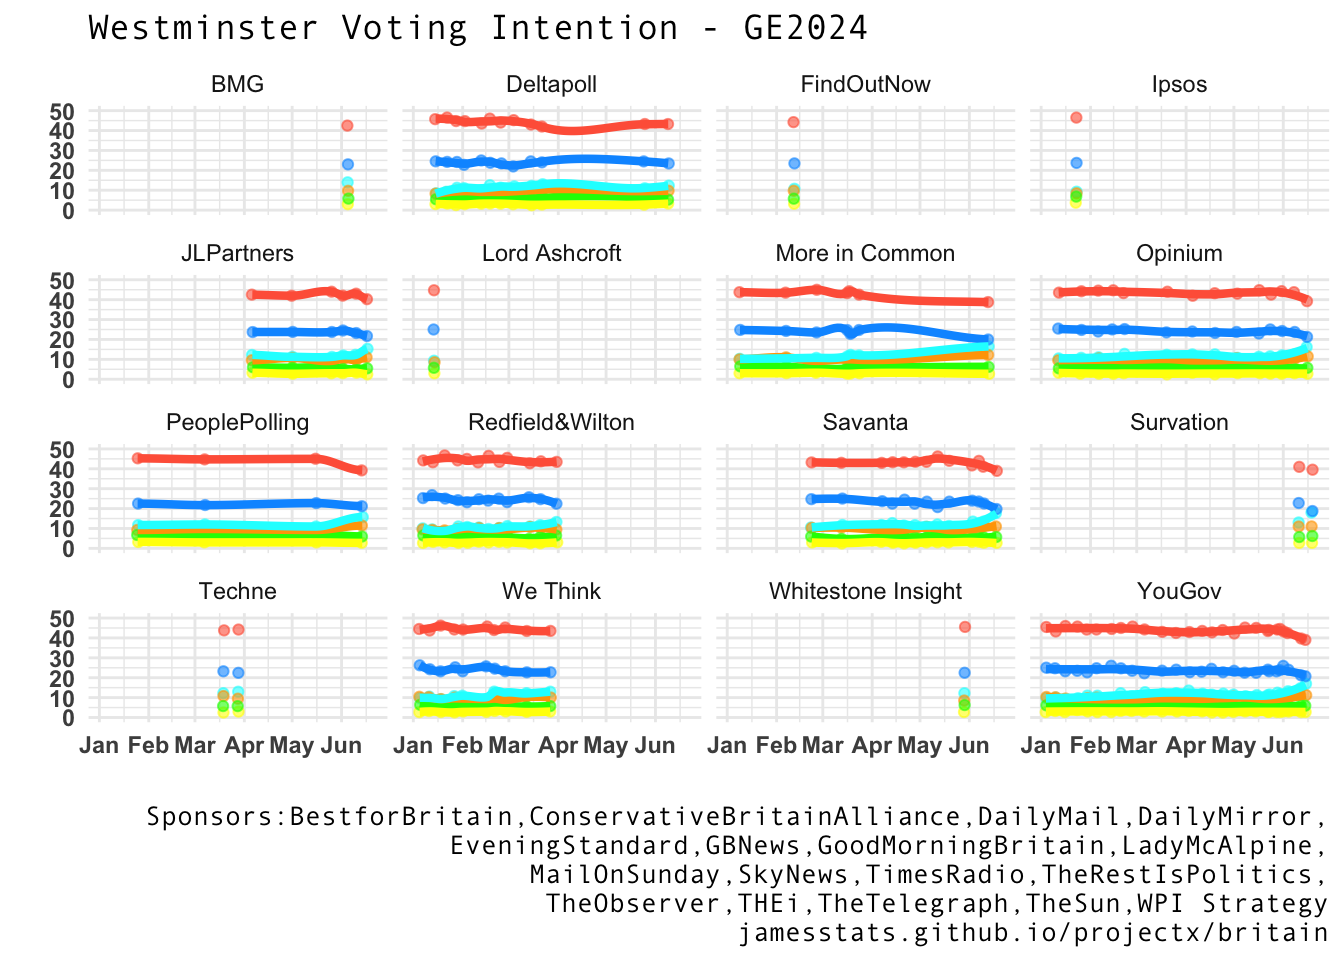 Westminster Voting Intention - GE2024
BMG Deltapoll FindOutNow Ipsos
50
40
30
20
10
0
JLPartners Lord Ashcroft More in Common Opinium
50
40
30
20
10
0
PeoplePolling Redfield&Wilton Savanta Survation
50
40
30
20
10
0
Techne We Think Whitestone Insight YouGov
50
40
30
20
10
0
Jan Feb Mar Apr May Jun Jan Feb Mar Apr May Jun Jan Feb Mar Apr May Jun Jan Feb Mar Apr May Jun
Sponsors:BestforBritain,ConservativeBritainAlliance,DailyMail,DailyMirror,
EveningStandard,GBNews,GoodMorningBritain,LadyMcAlpine,
MailOnSunday,SkyNews,TimesRadio,TheRestIsPolitics,
TheObserver,THEi,TheTelegraph,TheSun,WPI Strategy
jamesstats.github.io/projectx/britain